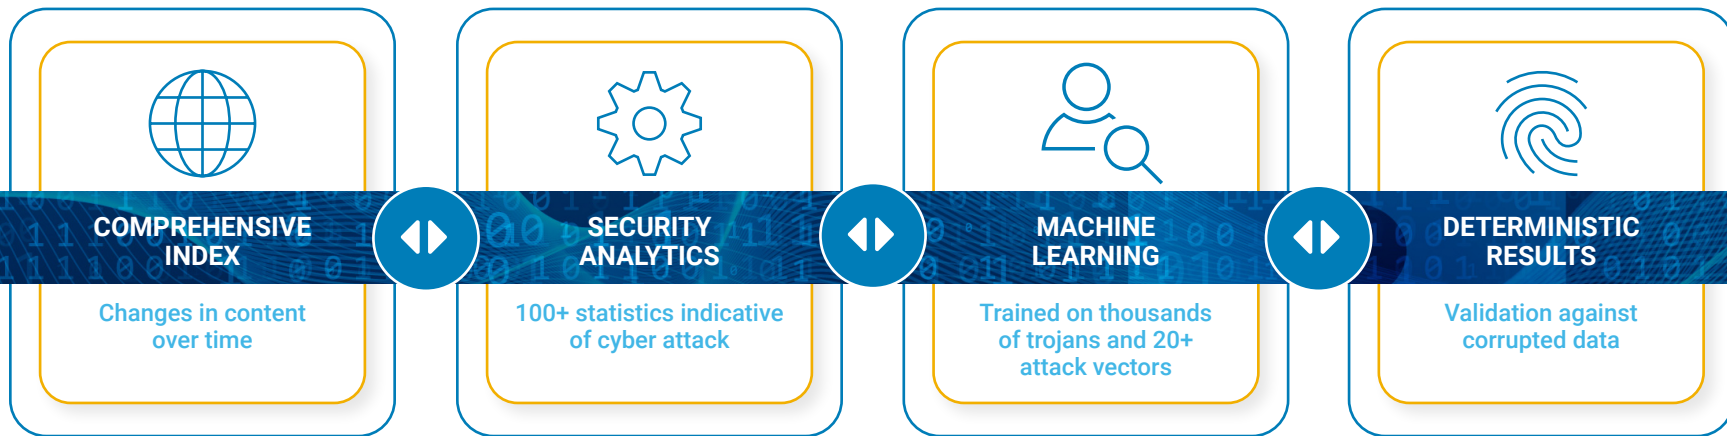 COMPREHENSIVE
INDEX
Changes in content
over time
SECURITY
ANALYTICS
100+ statistics indicative
of cyber attack
MACHINE
LEARNING
Trained on thousands
of trojans and 20+
attack vectors
DETERMINISTIC
RESULTS
Validation against
corrupted data